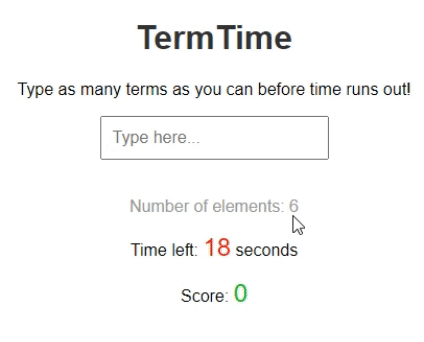 TermTime
Type as many terms as you can before time runs out!
Type here...
Number of elements: 6
Time left: 18 seconds
Score: 0